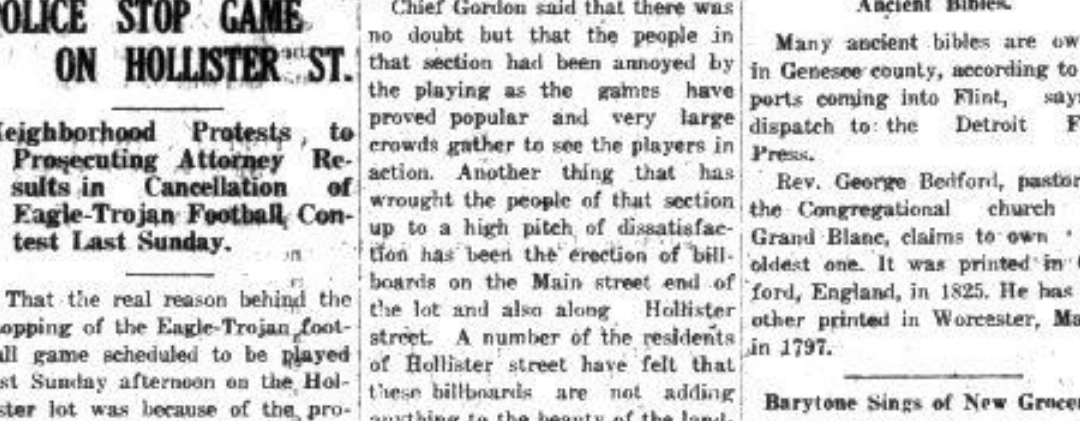 POLICE STOP GAME
ON HOLLISTER ST.
Neighborhood Protests to
Prosecuting Attorney Re-
sults in Cancellation of
Eagle-Trojan Football Con-
test Last Sunday.
That the real reason behind the
opping of the Eagle-Trojan foot-
all game scheduled to be played
st Sunday afternoon on the Hol-
ster lot was because of the pro-
Chief Gordon said that there was
no doubt but that the people in
that section had been annoyed by
the playing as the games have
proved popular and very large
crowds gather to see the players in
action. Another thing that has
wrought the people of that section
up to a high pitch of dissatisfac-
tion has been the erection of bill-
boards on the Main street end of
the lot and also along Hollister
street. A number of the residents
of Hollister street have felt that
these billboards are not adding
anything to the beauty of the land-
Ancient Bibles.
Many ancient bibles are ow
in Genesee county, according to
ports coming into Flint, say
dispatch to the Detroit F
Press.
Rev. George Bedford, pastor
the Congregational church
Grand Blanc, claims to own
oldest one. It was printed in
ford, England, in 1825. He has
other printed in Worcester, Ma
in 1797.
Barytone Sings of New Grocer